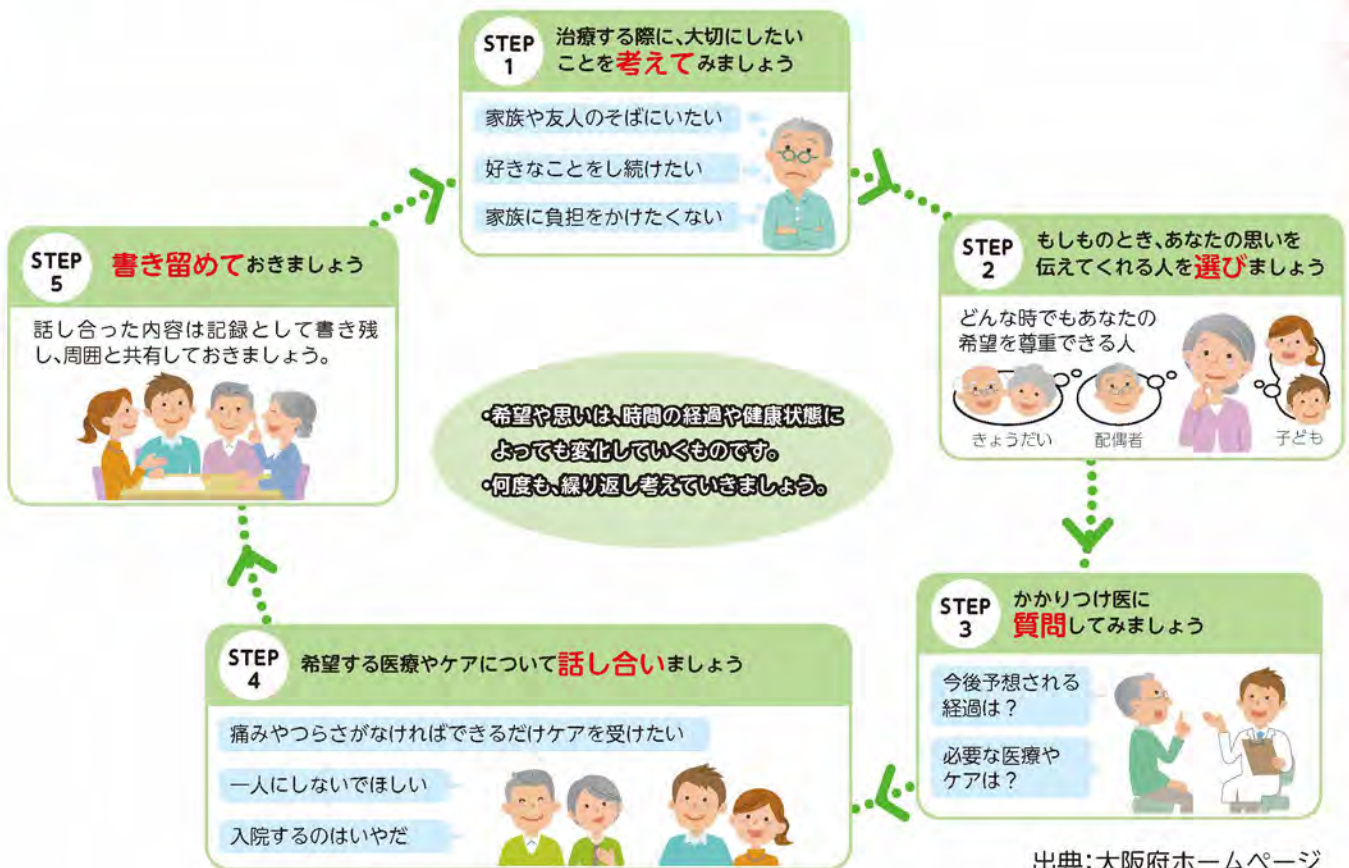 STEP
1
治療する際に、大切にしたい
ことを考えてみましょう
家族や友人のそばにいたい
好きなことをし続けたい
家族に負担をかけたくない
STEP
2
もしものとき、あなたの思いを
伝えてくれる人を選びましょう
どんな時でもあなたの
希望を尊重できる人
きょうだい
配偶者
子ども
STEP
3
かかりつけ医に
質問してみましょう
今後予想される
経過は？
必要な医療や
ケアは？
STEP
4
希望する医療やケアについて話し合いましょう
痛みやつらさがなければできるだけケアを受けたい
一人にしないでほしい
入院するのはいやだ
STEP
5
書き留めておきましょう
話し合った内容は記録として書き残
し、周囲と共有しておきましょう。
・希望や思いは、時間の経過や健康状態に
よっても変化していくものです。
・何度も、繰り返し考えていきましょう。
出典：大阪府ホームページ